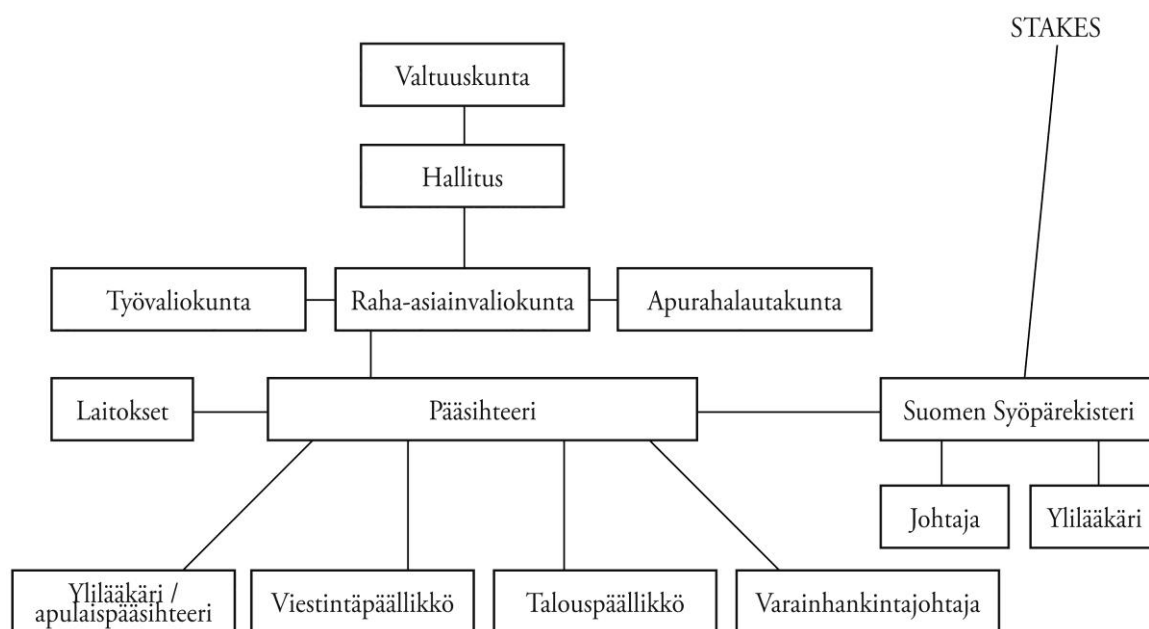 STAKES
Valtuuskunta
Hallitus
Työvaliokunta
Raha-asiainvaliokunta
Apurahalautakunta
Laitokset
Pääsihteeri
Suomen Syöpärekisteri
Johtaja
Ylilääkäri
Ylilääkäri /
apulaispääsihteeri
Viestintäpäällikkö
Talouspäällikkö
Varainhankintajohtaja